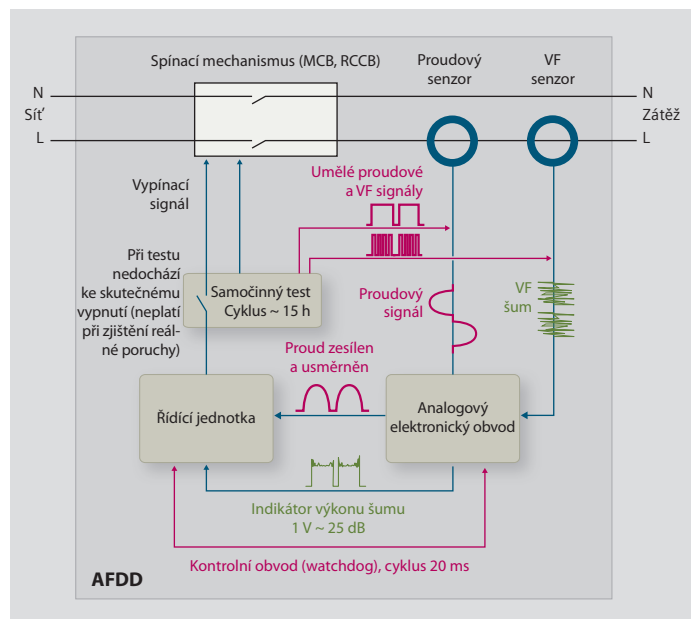 Spínací mechanismus (MCB, RCCB)
Proudový
senzor
VF
senzor
N
Síť
L
N
Zátěž
L
Vypínací
signál
Umělé proudové
a VF signály
Při testu
nedochází
ke skutečnému
vypnutí (neplatí
při zjištění reál-
né poruchy)
Samočinný test
Cyklus ~ 15 h
Proudový
signál
VF
šum
Proud zesílen
a usměrněn
Řídící jednotka
Analogový
elektronický obvod
Indikátor výkonu šumu
1 V ~ 25 dB
Kontrolní obvod (watchdog), cyklus 20 ms
AFDD